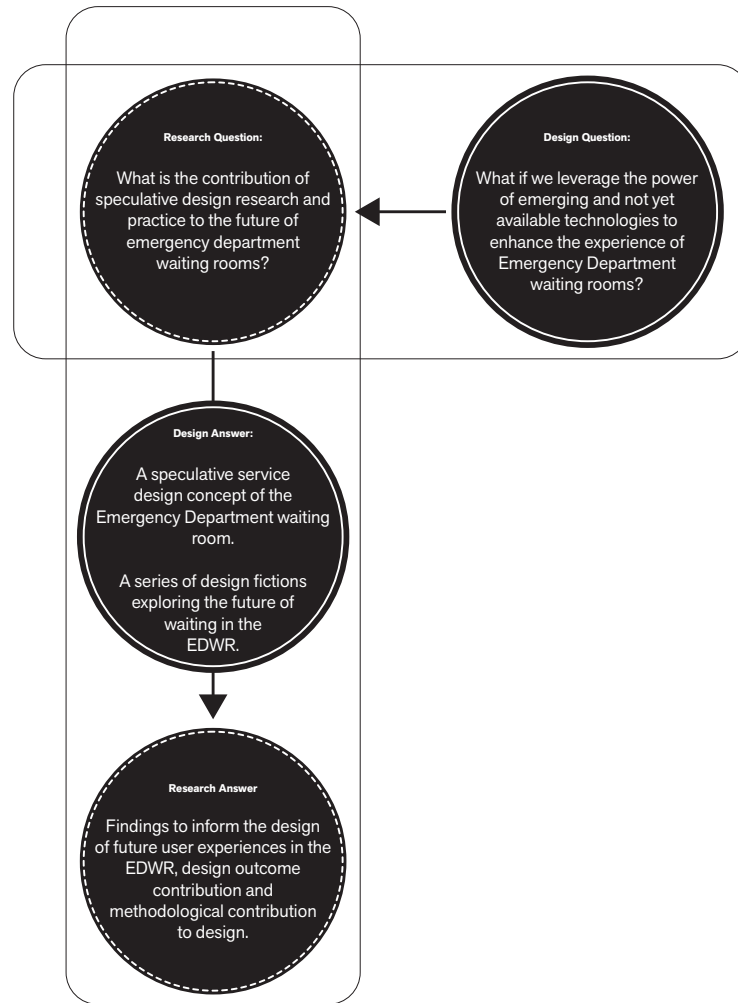 Research Question:
What is the contribution of
speculative design research and
practice to the future of
emergency department
waiting rooms?
Design Question:
What if we leverage the power
of emerging and not yet
available technologies to
enhance the experience of
Emergency Department
waiting rooms?
Design Answer:
A speculative service
design concept of the
Emergency Department waiting
room.
A series of design fictions
exploring the future of
waiting in the
EDWR.
Research Answer
Findings to inform the design
of future user experiences in the
EDWR, design outcome
contribution and
methodological contribution
to design.